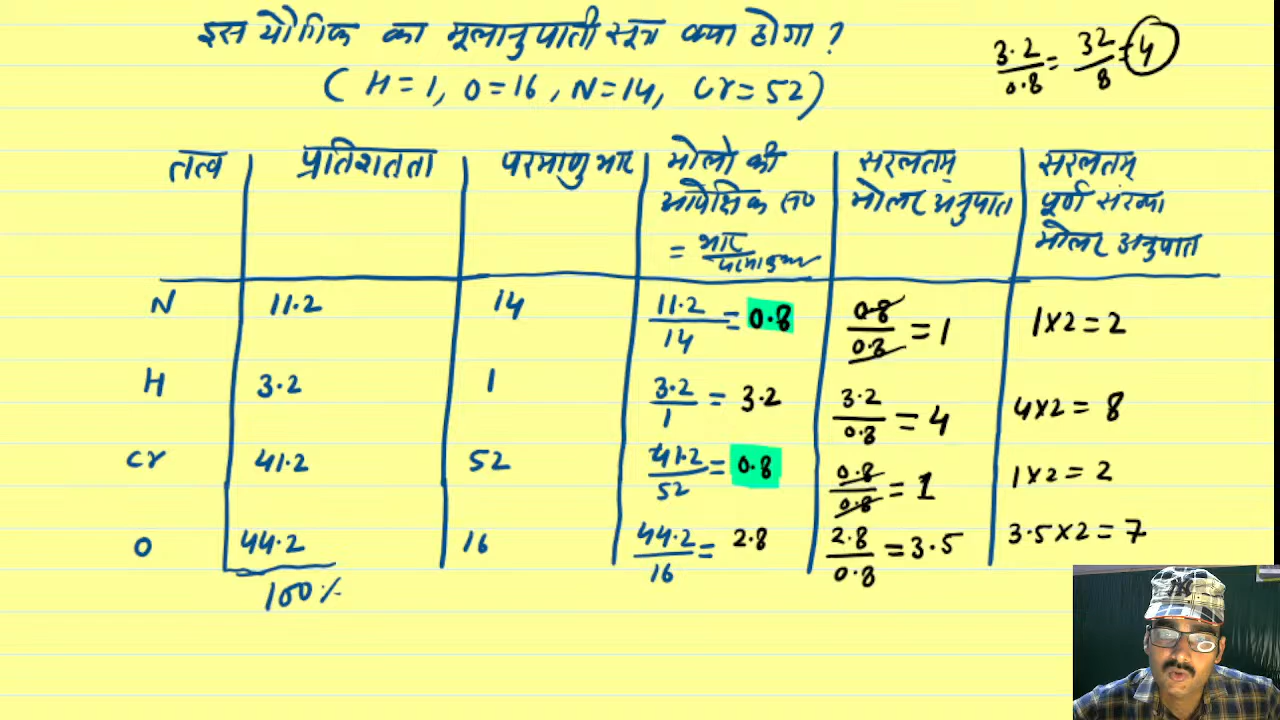 इस यौगिक का मूलानुपाती सूत्र क्या होगा ?
( H = 1, O = 16 , N = 14, Cr = 52 )
3.2/0.8 = 32/8 = 4
तत्व | प्रतिशतता | परमाणु भार | मोलो की आपेक्षिक सं० = भार/परमाणुभार | सरलतम् मोलर अनुपात | सरलतम् पूर्ण संख्या मोलर अनुपात
N | 11.2 | 14 | 11.2/14 = 0.8 | 0.8/0.8 = 1 | 1×2 = 2
H | 3.2 | 1 | 3.2/1 = 3.2 | 3.2/0.8 = 4 | 4×2 = 8
Cr | 41.2 | 52 | 41.2/52 = 0.8 | 0.8/0.8 = 1 | 1×2 = 2
O | 44.2 | 16 | 44.2/16 = 2.8 | 2.8/0.8 = 3.5 | 3.5×2 = 7
100%